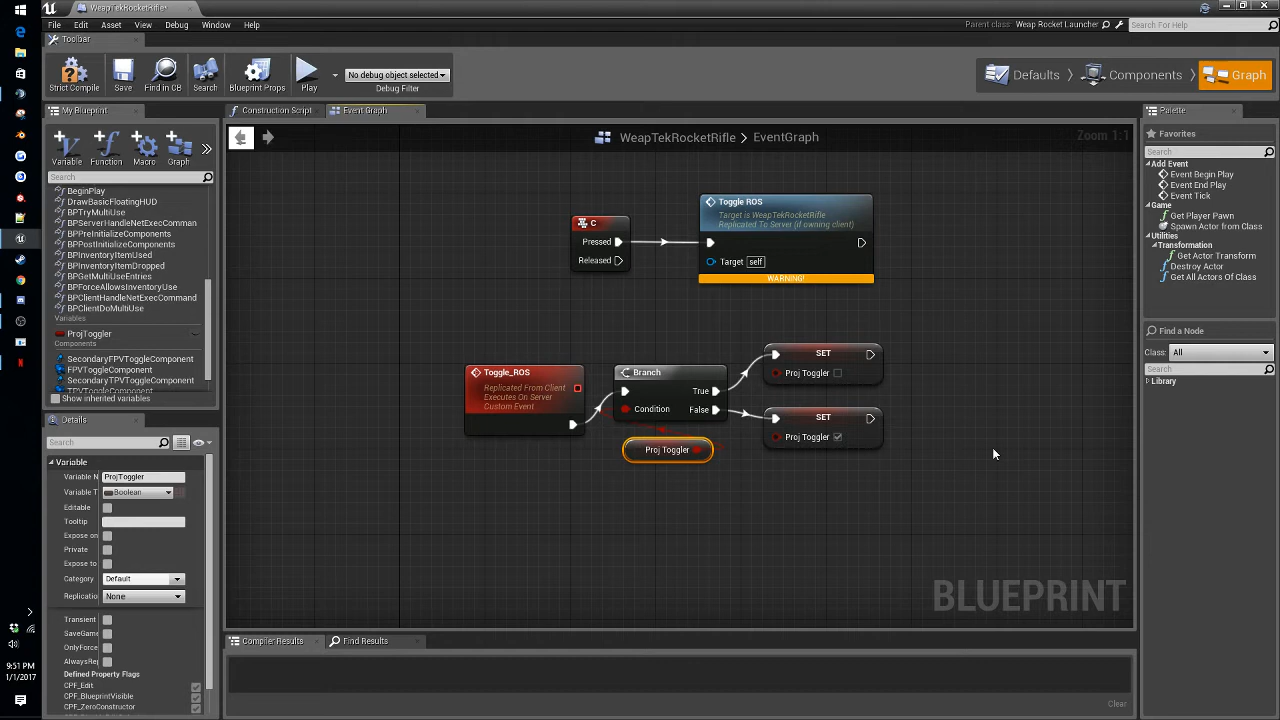 WeapTekRocketRifle*
File Edit Asset View Debug Window Help
Parent class: Weap Rocket Launcher
Search For Help
Toolbar
Strict Compile
Save
Find in CB
Search
Blueprint Props
Play
No debug object selected
Debug Filter
Defaults
Components
Graph
My Blueprint
Variable
Function
Macro
Graph
Search
BeginPlay
DrawBasicFloatingHUD
BPTryMultiUse
BPServerHandleNetExecComman
BPPreInitializeComponents
BPPostInitializeComponents
BPInventoryItemUsed
BPInventoryItemDropped
BPGetMultiUseEntries
BPForceAllowsInventoryUse
BPClientHandleNetExecCommand
BPClientDoMultiUse
Variables
ProjToggler
Components
SecondaryFPVToggleComponent
FPVToggleComponent
SecondaryTPVToggleComponent
Show inherited variables
Details
Search
Variable
Variable N ProjToggler
Variable T Boolean
Editable
Tooltip
Expose on
Private
Expose to
Category Default
Replication None
Transient
SaveGame
OnlyForce
AlwaysRep
Defined Property Flags
CPF_Edit
CPF_BlueprintVisible
CPF_ZeroConstructor
Construction Script
Event Graph
WeapTekRocketRifle > EventGraph
Zoom 1:1
C
Pressed
Released
Toggle ROS
Target is WeapTekRocketRifle
Replicated To Server (if owning client)
Target self
WARNING!
Toggle_ROS
Replicated From Client
Executes On Server
Custom Event
Branch
True
Condition
False
Proj Toggler
SET
Proj Toggler
SET
Proj Toggler
BLUEPRINT
Compiler Results
Find Results
Clear
Palette
Favorites
Search
Add Event
Event Begin Play
Event End Play
Event Tick
Game
Get Player Pawn
Spawn Actor from Class
Utilities
Transformation
Get Actor Transform
Destroy Actor
Get All Actors Of Class
Find a Node
Class: All
Search
Library
9:51 PM
1/1/2017